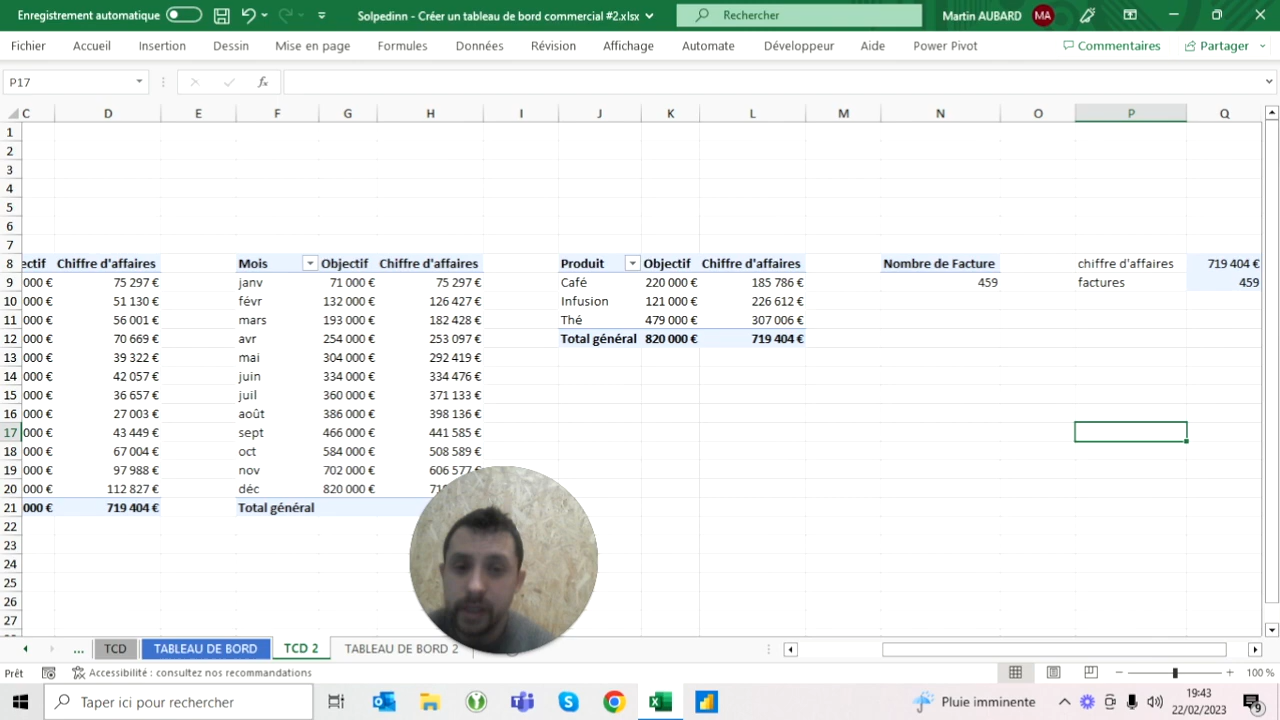 Enregistrement automatique Solpedinn - Créer un tableau de bord commercial #2.xlsx Rechercher Martin AUBARD MA
Fichier Accueil Insertion Dessin Mise en page Formules Données Révision Affichage Automate Développeur Aide Power Pivot Commentaires Partager
P17 fx
C D E F G H I J K L M N O P Q
1
2
3
4
5
6
7
8 ectif Chiffre d'affaires Mois Objectif Chiffre d'affaires Produit Objectif Chiffre d'affaires Nombre de Facture chiffre d'affaires 719 404 €
9 000 € 75 297 € janv 71 000 € 75 297 € Café 220 000 € 185 786 € 459 factures 459
10 000 € 51 130 € févr 132 000 € 126 427 € Infusion 121 000 € 226 612 €
11 000 € 56 001 € mars 193 000 € 182 428 € Thé 479 000 € 307 006 €
12 000 € 70 669 € avr 254 000 € 253 097 € Total général 820 000 € 719 404 €
13 000 € 39 322 € mai 304 000 € 292 419 €
14 000 € 42 057 € juin 334 000 € 334 476 €
15 000 € 36 657 € juil 360 000 € 371 133 €
16 000 € 27 003 € août 386 000 € 398 136 €
17 000 € 43 449 € sept 466 000 € 441 585 €
18 000 € 67 004 € oct 584 000 € 508 589 €
19 000 € 97 988 € nov 702 000 € 606 577 €
20 000 € 112 827 € déc 820 000 €
21 000 € 719 404 € Total général
22
23
24
25
26
27
... TCD TABLEAU DE BORD TCD 2 TABLEAU DE BORD 2
Prêt Accessibilité : consultez nos recommandations 100 %
Taper ici pour rechercher Pluie imminente 19:43
22/02/2023 9